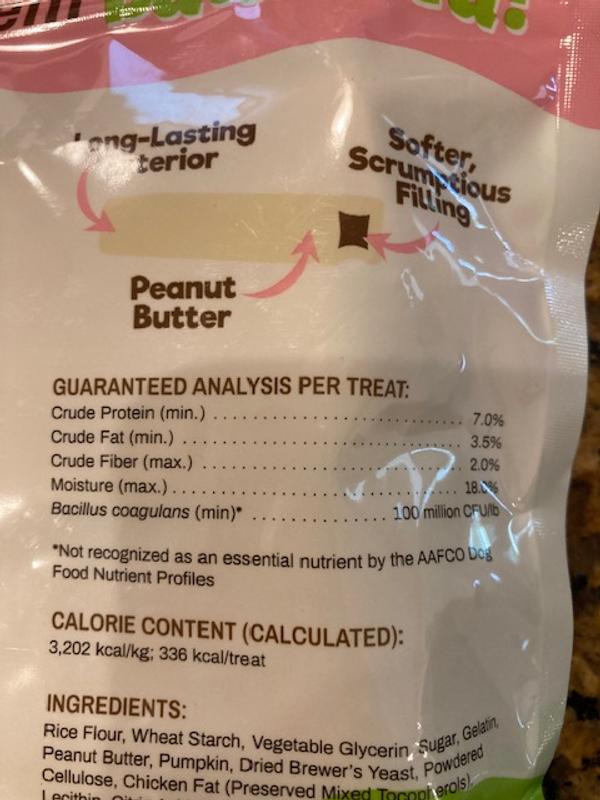 Long-Lasting
Softer,
Scrumptious
Filling
Peanut
Butter
GUARANTEED ANALYSIS PER TREAT:
Crude Protein (min.) ........................ 7.0%
Crude Fat (min.) ........................ 3.5%
Crude Fiber (max.) ........................ 2.0%
Moisture (max.) ........................ 18.0%
Bacillus coagulans (min)* ............ 100 million CFU/lb
*Not recognized as an essential nutrient by the AAFCO Dog
Food Nutrient Profiles
CALORIE CONTENT (CALCULATED):
3,202 kcal/kg; 336 kcal/treat
INGREDIENTS:
Rice Flour, Wheat Starch, Vegetable Glycerin, Sugar, Gelatin,
Peanut Butter, Pumpkin, Dried Brewer's Yeast, Powdered
Cellulose, Chicken Fat (Preserved Mixed Tocopherols),
Lecithin,